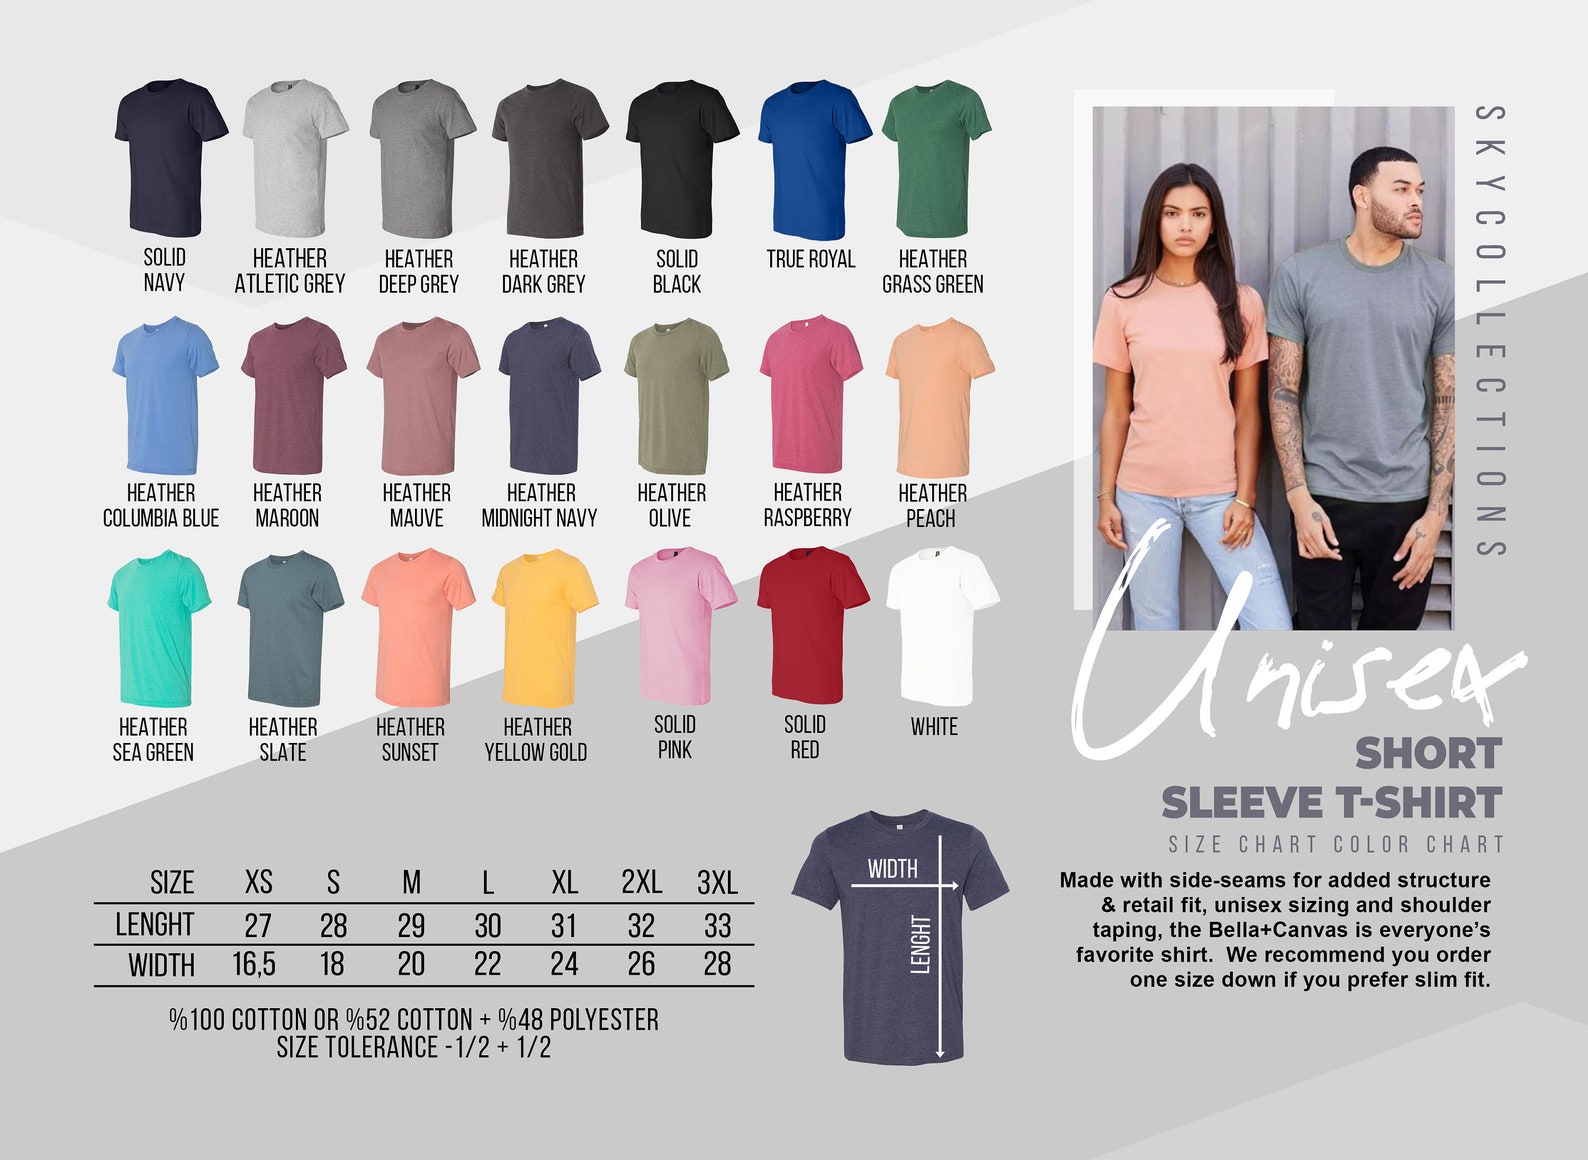 SOLID
NAVY
HEATHER
ATLETIC GREY
HEATHER
DEEP GREY
HEATHER
DARK GREY
SOLID
BLACK
TRUE ROYAL
HEATHER
GRASS GREEN
HEATHER
COLUMBIA BLUE
HEATHER
MAROON
HEATHER
MAUVE
HEATHER
MIDNIGHT NAVY
HEATHER
OLIVE
HEATHER
RASPBERRY
HEATHER
PEACH
HEATHER
SEA GREEN
HEATHER
SLATE
HEATHER
SUNSET
HEATHER
YELLOW GOLD
SOLID
PINK
SOLID
RED
WHITE
SIZE XS S M L XL 2XL 3XL
LENGHT 27 28 29 30 31 32 33
WIDTH 16,5 18 20 22 24 26 28
%100 COTTON OR %52 COTTON + %48 POLYESTER
SIZE TOLERANCE -1/2 + 1/2
WIDTH
LENGHT
SKYCOLLECTIONS
Unisex
SHORT
SLEEVE T-SHIRT
SIZE CHART COLOR CHART
Made with side-seams for added structure
& retail fit, unisex sizing and shoulder
taping, the Bella+Canvas is everyone’s
favorite shirt. We recommend you order
one size down if you prefer slim fit.